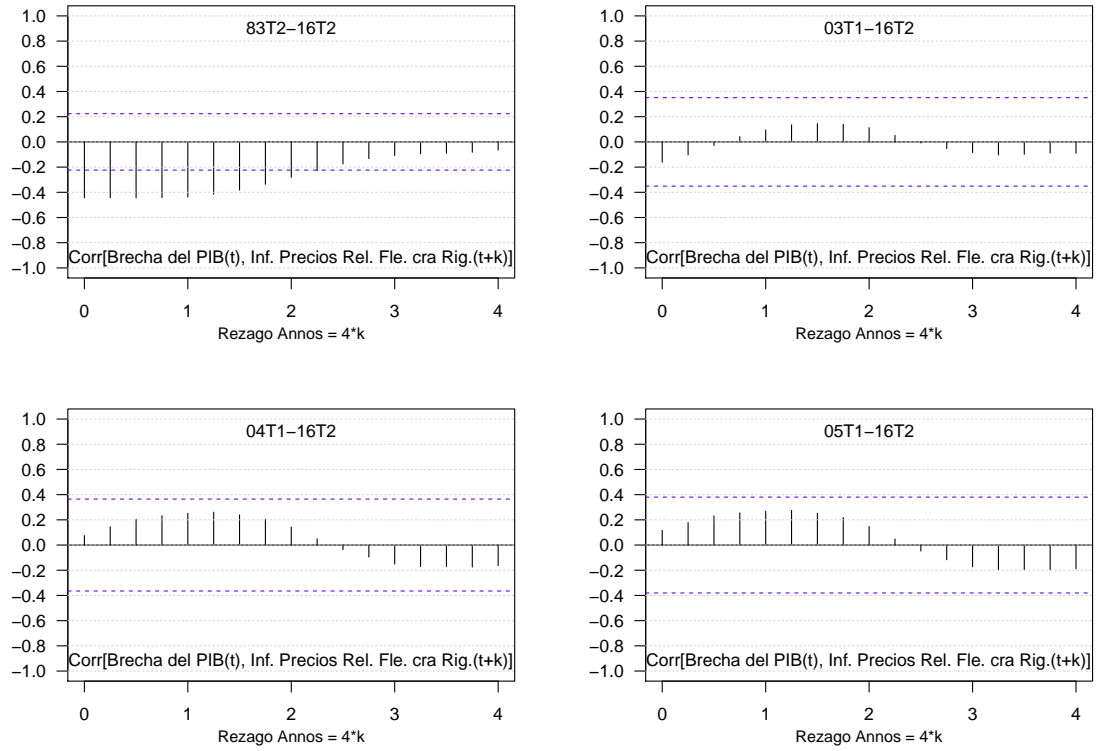 83T2−16T2
1.0
0.8
0.6
0.4
0.2
0.0
−0.2
−0.4
−0.6
−0.8
−1.0
Corr[Brecha del PIB(t), Inf. Precios Rel. Fle. cra Rig.(t+k)]
0 1 2 3 4
Rezago Annos = 4*k
03T1−16T2
1.0
0.8
0.6
0.4
0.2
0.0
−0.2
−0.4
−0.6
−0.8
−1.0
Corr[Brecha del PIB(t), Inf. Precios Rel. Fle. cra Rig.(t+k)]
0 1 2 3 4
Rezago Annos = 4*k
04T1−16T2
1.0
0.8
0.6
0.4
0.2
0.0
−0.2
−0.4
−0.6
−0.8
−1.0
Corr[Brecha del PIB(t), Inf. Precios Rel. Fle. cra Rig.(t+k)]
0 1 2 3 4
Rezago Annos = 4*k
05T1−16T2
1.0
0.8
0.6
0.4
0.2
0.0
−0.2
−0.4
−0.6
−0.8
−1.0
Corr[Brecha del PIB(t), Inf. Precios Rel. Fle. cra Rig.(t+k)]
0 1 2 3 4
Rezago Annos = 4*k